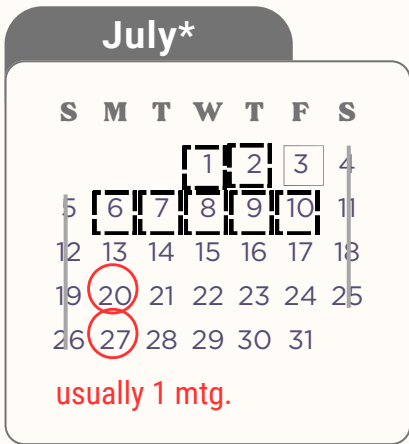 July*
S M T W T F S
1 2 3 4
5 6 7 8 9 10 11
12 13 14 15 16 17 18
19 20 21 22 23 24 25
26 27 28 29 30 31
usually 1 mtg.